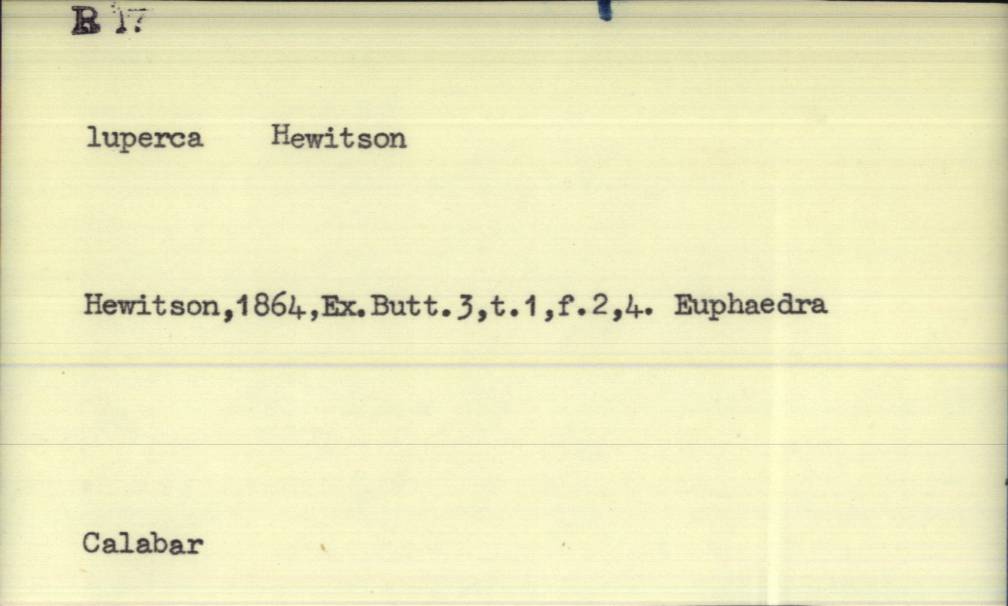 B 17
luperca Hewitson
Hewitson,1864,Ex.Butt.3,t.1,f.2,4. Euphaedra
Calabar